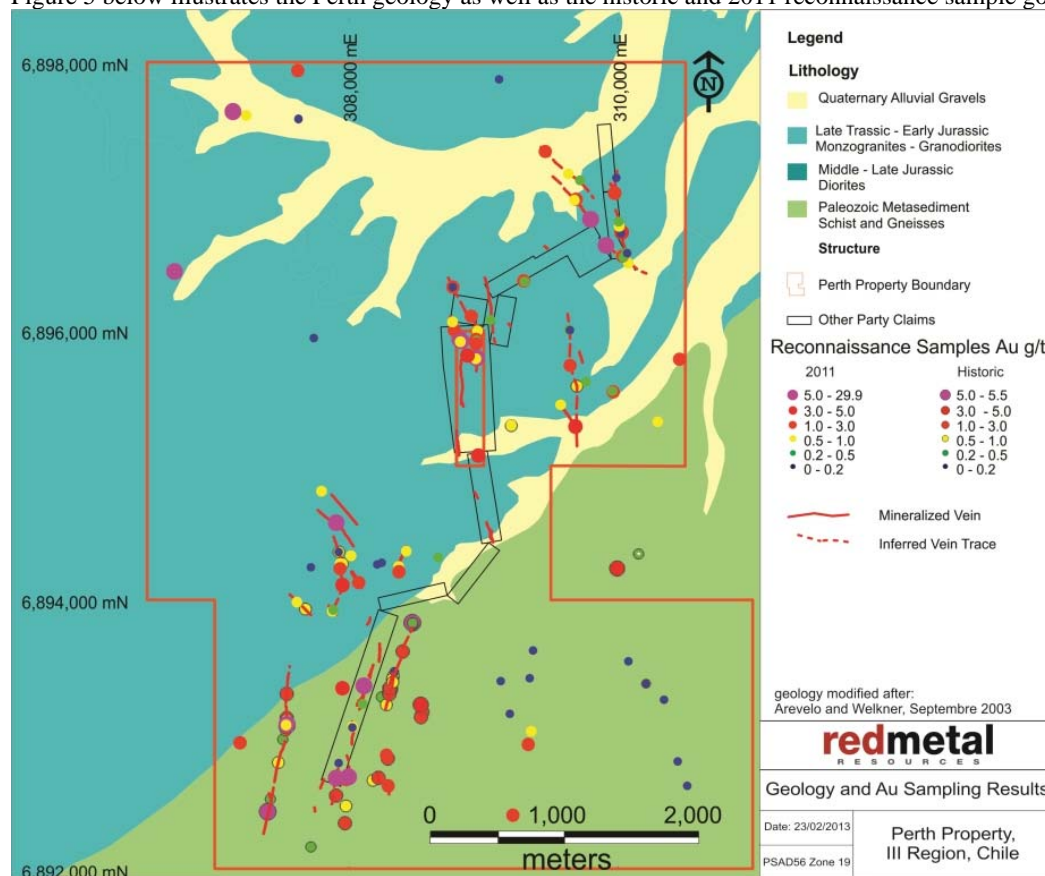 Figure 3 below illustrates the Perth geology as well as the historic and 2011 reconnaissance sample go
6,898,000 mN
308,000 mE
310,000 mE
N
6,896,000 mN
6,894,000 mN
6,892,000 mN
0 1,000 2,000
meters
Legend
Lithology
Quaternary Alluvial Gravels
Late Trassic - Early Jurassic
Monzogranites - Granodiorites
Middle - Late Jurassic
Diorites
Paleozoic Metasediment
Schist and Gneisses
Structure
Perth Property Boundary
Other Party Claims
Reconnaissance Samples Au g/t
2011 Historic
5.0 - 29.9 5.0 - 5.5
3.0 - 5.0 3.0 - 5.0
1.0 - 3.0 1.0 - 3.0
0.5 - 1.0 0.5 - 1.0
0.2 - 0.5 0.2 - 0.5
0 - 0.2 0 - 0.2
Mineralized Vein
Inferred Vein Trace
geology modified after:
Arevelo and Welkner, Septembre 2003
redmetal
RESOURCES
Geology and Au Sampling Results
Date: 23/02/2013
PSAD56 Zone 19
Perth Property,
III Region, Chile